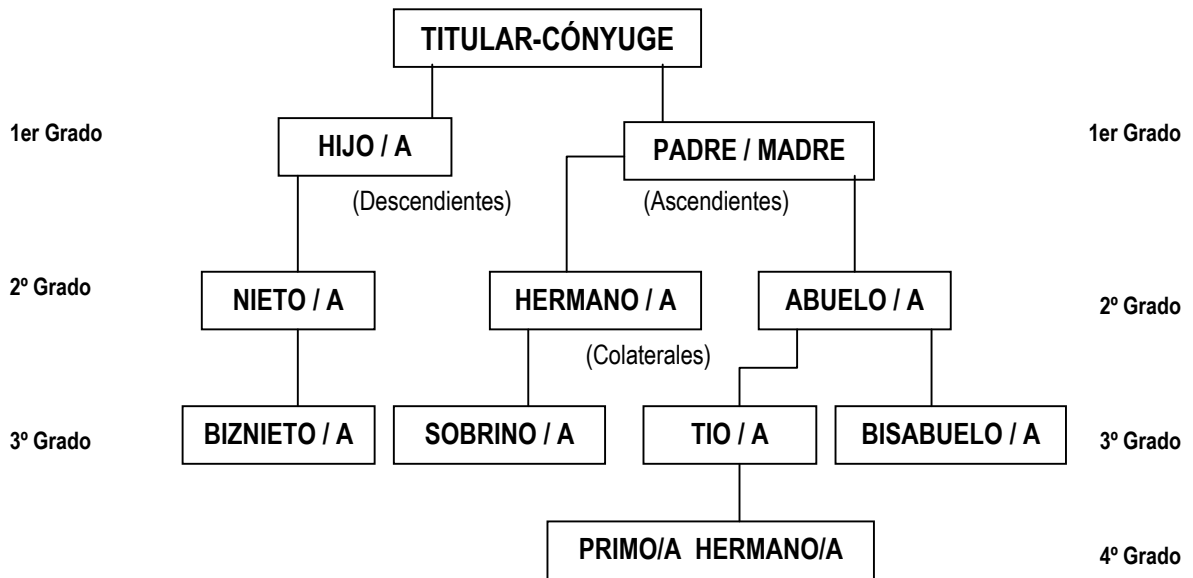 TITULAR-CÓNYUGE
1er Grado
HIJO / A
PADRE / MADRE
1er Grado
(Descendientes)
(Ascendientes)
2º Grado
NIETO / A
HERMANO / A
ABUELO / A
2º Grado
(Colaterales)
3º Grado
BIZNIETO / A
SOBRINO / A
TIO / A
BISABUELO / A
3º Grado
PRIMO/A HERMANO/A
4º Grado